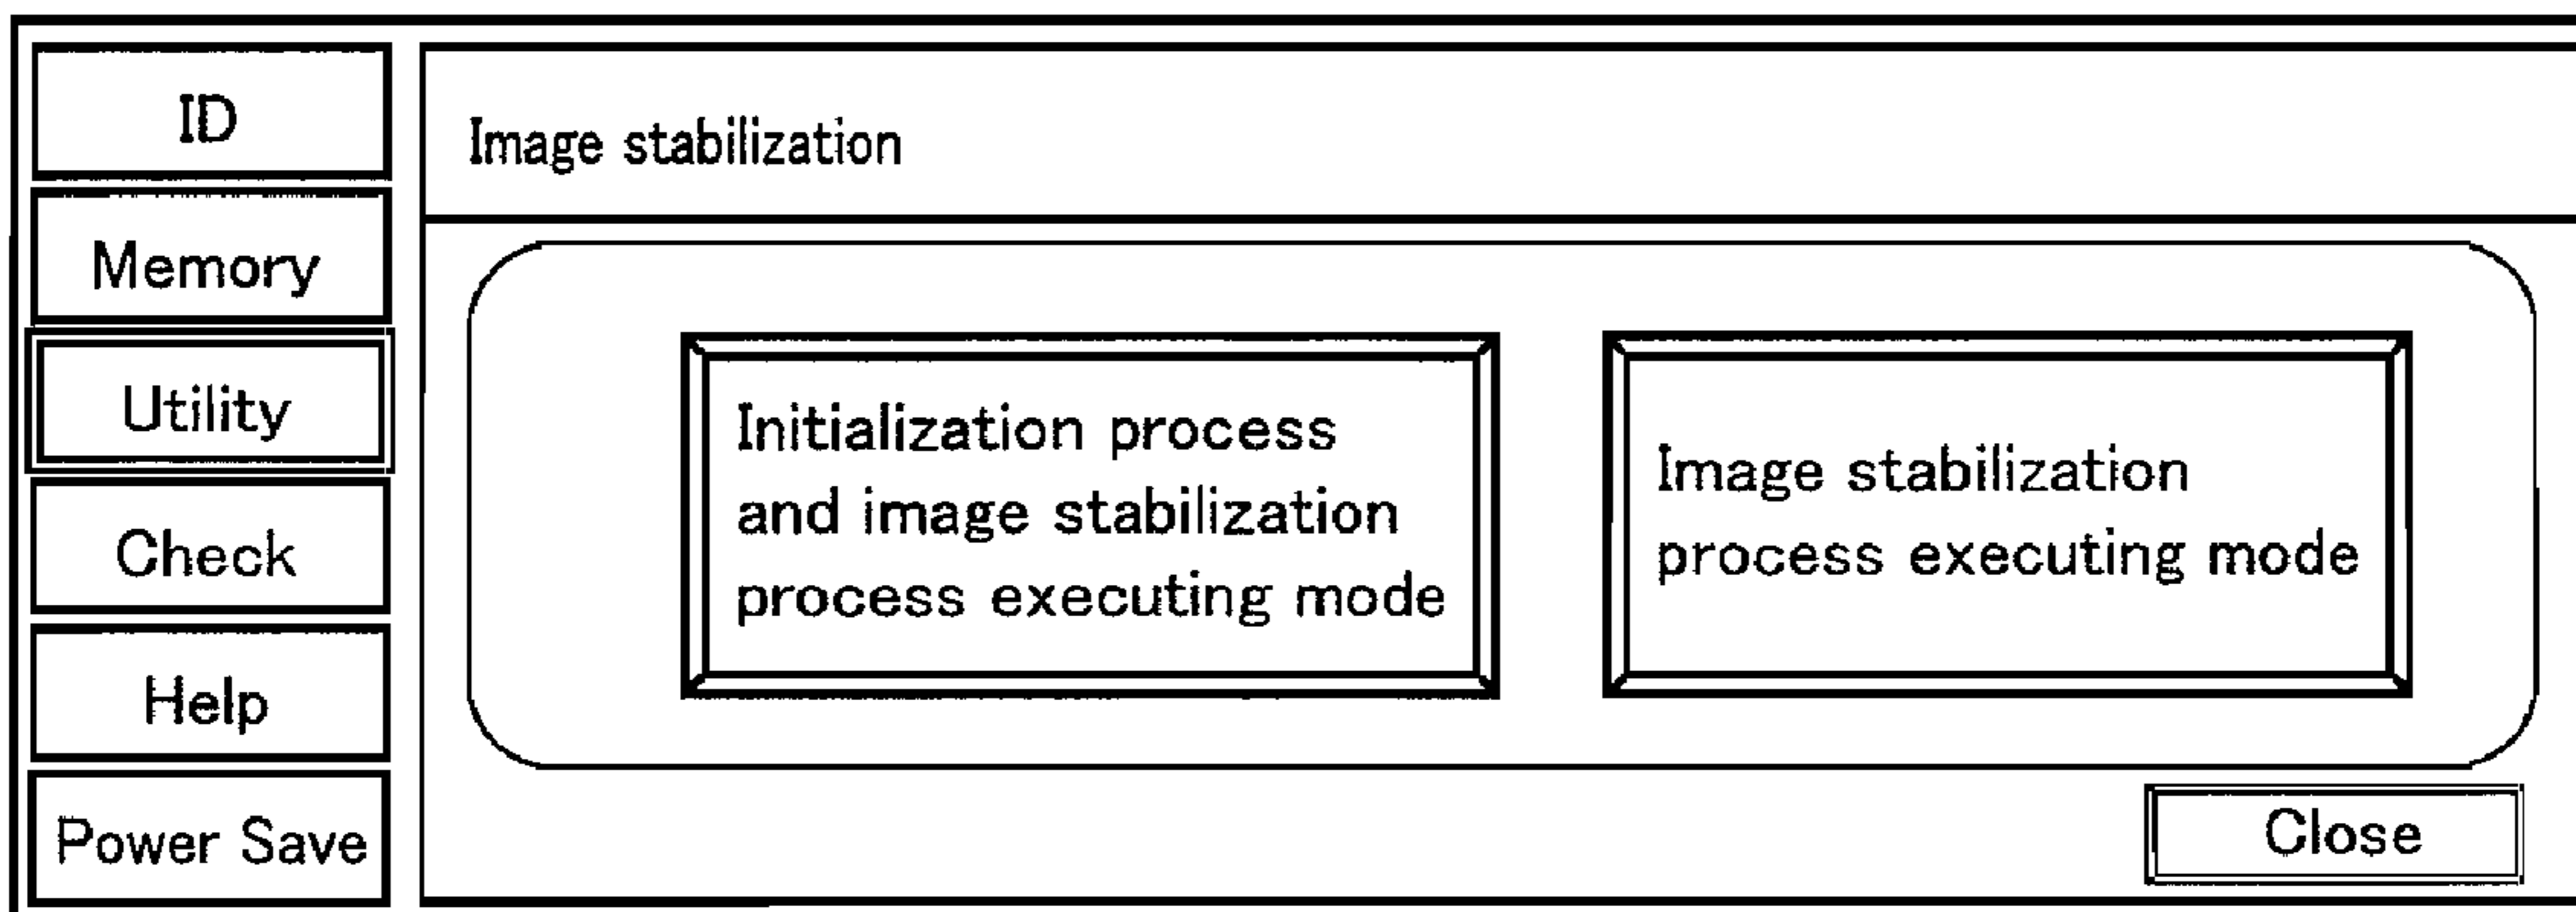 ID
Memory
Utility
Check
Help
Power Save
Image stabilization
Initialization process
and image stabilization
process executing mode
Image stabilization
process executing mode
Close